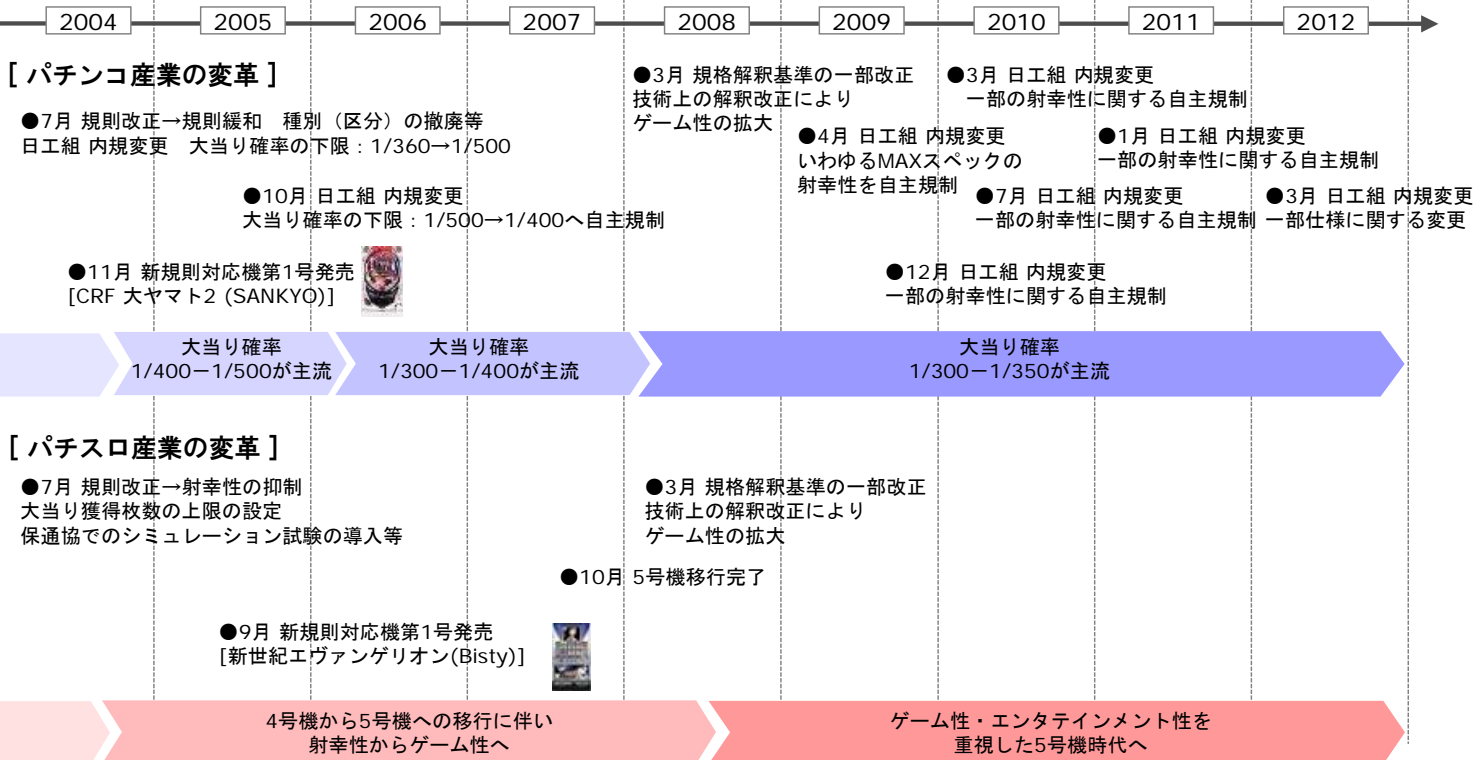 2004 2005 2006 2007 2008 2009 2010 2011 2012
[ パチンコ産業の変革 ]
●7月 規則改正→規則緩和　種別（区分）の撤廃等
日工組 内規変更　大当り確率の下限：1/360→1/500
●10月 日工組 内規変更
大当り確率の下限：1/500→1/400へ自主規制
●11月 新規則対応機第1号発売
[CRF 大ヤマト2 (SANKYO)]
●3月 規格解釈基準の一部改正
技術上の解釈改正により
ゲーム性の拡大
●4月 日工組 内規変更
いわゆるMAXスペックの
射幸性を自主規制
●12月 日工組 内規変更
一部の射幸性に関する自主規制
●3月 日工組 内規変更
一部の射幸性に関する自主規制
●7月 日工組 内規変更
一部の射幸性に関する自主規制
●1月 日工組 内規変更
一部の射幸性に関する自主規制
●3月 日工組 内規変更
一部仕様に関する変更
大当り確率
1/400－1/500が主流
大当り確率
1/300－1/400が主流
大当り確率
1/300－1/350が主流
[ パチスロ産業の変革 ]
●7月 規則改正→射幸性の抑制
大当り獲得枚数の上限の設定
保通協でのシミュレーション試験の導入等
●3月 規格解釈基準の一部改正
技術上の解釈改正により
ゲーム性の拡大
●10月 5号機移行完了
●9月 新規則対応機第1号発売
[新世紀エヴァンゲリオン(Bisty)]
4号機から5号機への移行に伴い
射幸性からゲーム性へ
ゲーム性・エンタテインメント性を
重視した5号機時代へ